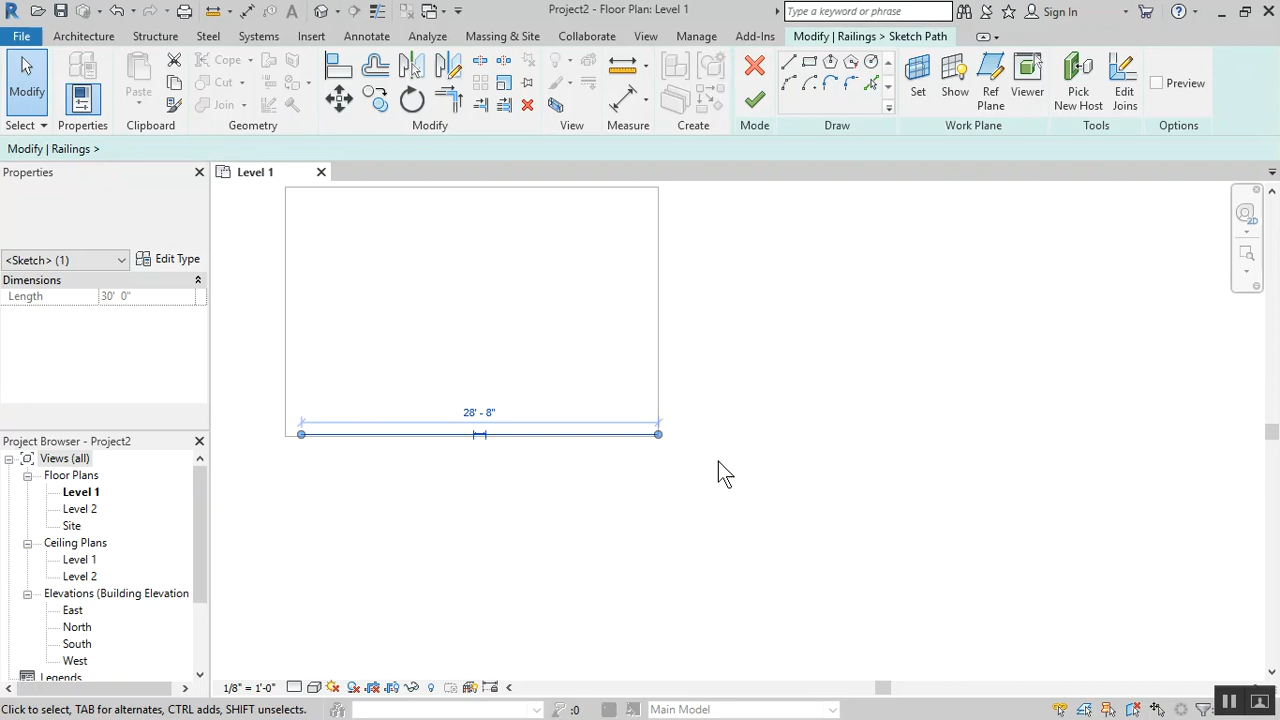 Project2 - Floor Plan: Level 1
Type a keyword or phrase
Sign In
File
Architecture
Structure
Steel
Systems
Insert
Annotate
Analyze
Massing & Site
Collaborate
View
Manage
Add-Ins
Modify | Railings > Sketch Path
Modify
Select
Properties
Paste
Clipboard
Cope
Cut
Join
Geometry
Modify
View
Measure
Create
Mode
Draw
Set
Show
Ref
Plane
Viewer
Work Plane
Pick
New Host
Edit
Joins
Tools
Preview
Options
Modify | Railings >
Properties
Level 1
<Sketch> (1)
Edit Type
Dimensions
Length
30' 0"
28' - 8"
2D
Project Browser - Project2
Views (all)
Floor Plans
Level 1
Level 2
Site
Ceiling Plans
Level 1
Level 2
Elevations (Building Elevation
East
North
South
West
Legends
1/8" = 1'-0"
Click to select, TAB for alternates, CTRL adds, SHIFT unselects.
:0
Main Model